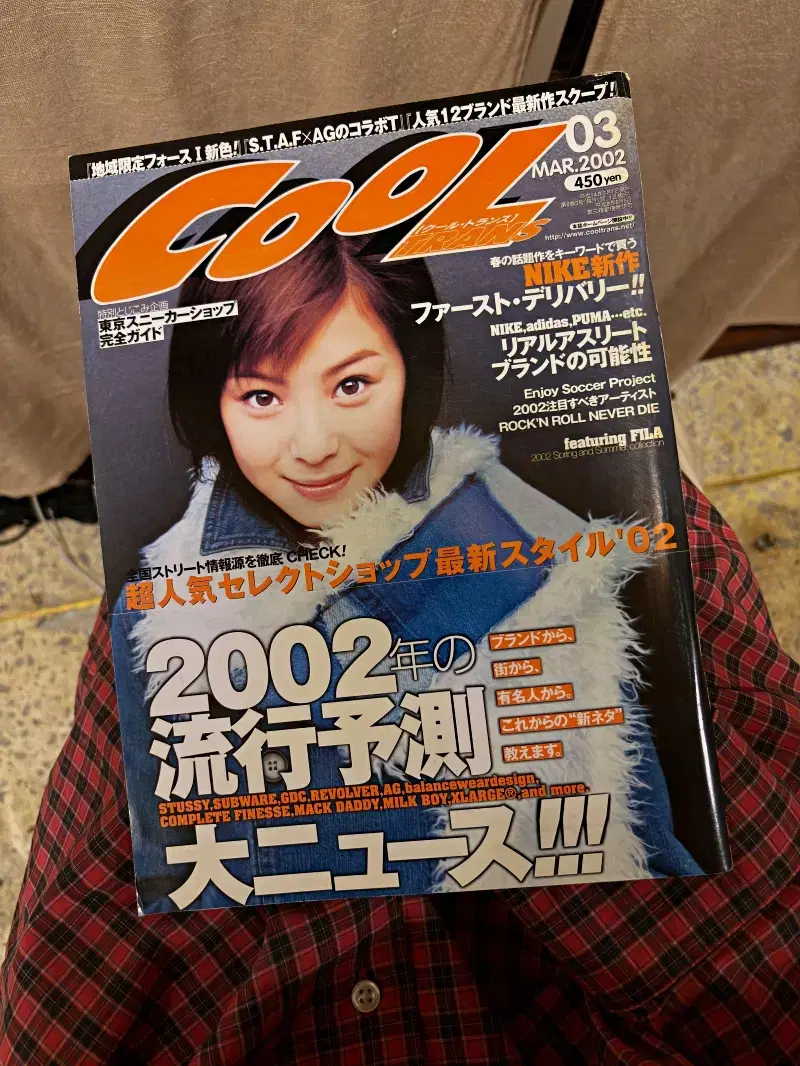 『地域限定フォースⅠ新色!』『S.T.A.F×AGのコラボT』『人気12ブランド最新作スクープ!』
COOL
TRANS
【クール・トランス】
03
MAR.2002
450 yen
http://www.cooltrans.net/
特別とじこみ企画
東京スニーカーショップ
完全ガイド
春の話題作をキーワードで買う
NIKE新作
ファースト・デリバリー!!
NIKE,adidas,PUMA…etc.
リアルアスリート
ブランドの可能性
Enjoy Soccer Project
2002注目すべきアーティスト
ROCK'N ROLL NEVER DIE
featuring FILA
2002 Spring and Summer collection
全国ストリート情報源を徹底 CHECK!
超人気セレクトショップ最新スタイル'02
2002年の
流行予測
ブランドから、
街から、
有名人から。
これからの“新ネタ”
教えます。
STUSSY,SUBWARE,GDC,REVOLVER,AG,balanceweardesign,
COMPLETE FINESSE,MACK DADDY,MILK BOY,XLARGE®,and more.
大ニュース!!!